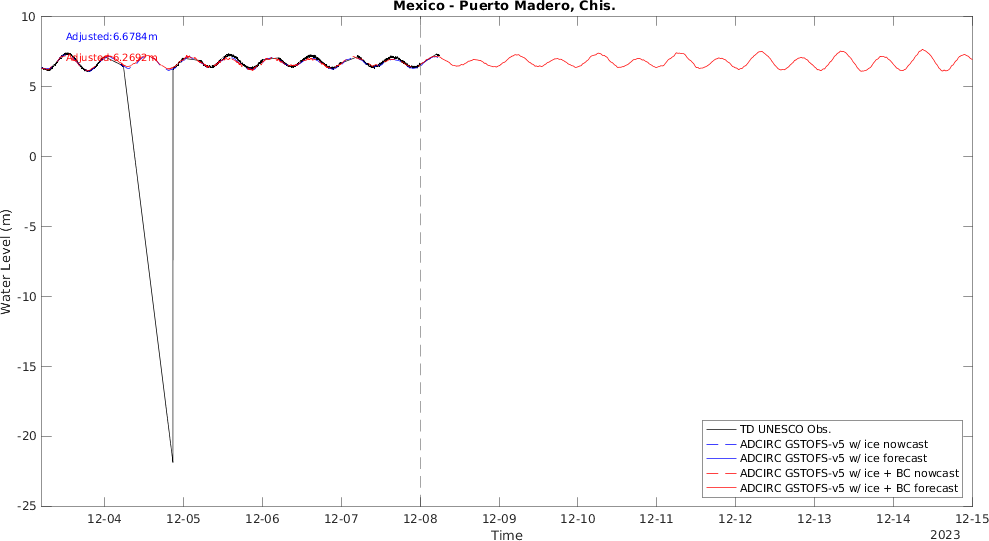 Mexico - Puerto Madero, Chis.
10
5
0
-5
-10
-15
-20
-25
Water Level (m)
Adjusted:6.6784m
Adjusted:6.2692m
TD UNESCO Obs.
ADCIRC GSTOFS-v5 w/ ice nowcast
ADCIRC GSTOFS-v5 w/ ice forecast
ADCIRC GSTOFS-v5 w/ ice + BC nowcast
ADCIRC GSTOFS-v5 w/ ice + BC forecast
12-04 12-05 12-06 12-07 12-08 12-09 12-10 12-11 12-12 12-13 12-14 12-15
Time
2023